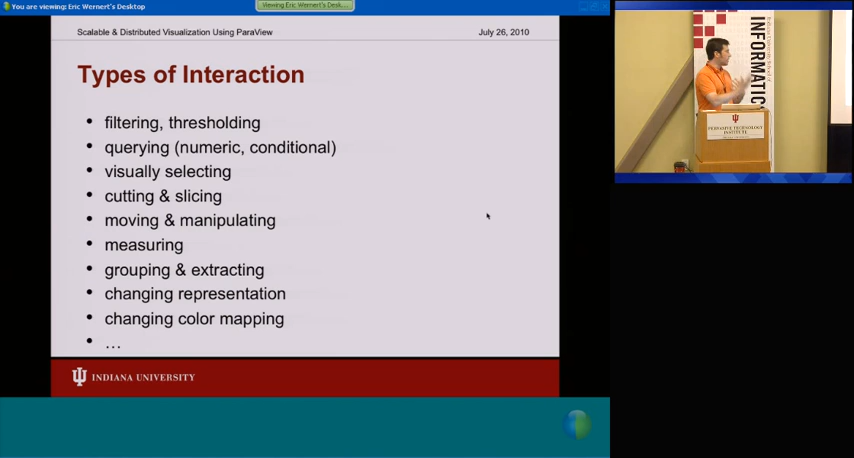 You are viewing: Eric Wernert's Desktop
Viewing Eric Wernert's Desk...
Scalable & Distributed Visualization Using ParaView
July 26, 2010
Types of Interaction
• filtering, thresholding
• querying (numeric, conditional)
• visually selecting
• cutting & slicing
• moving & manipulating
• measuring
• grouping & extracting
• changing representation
• changing color mapping
• ...
INDIANA UNIVERSITY
INFORMATIC
PERVASIVE TECHNOLOGY
INSTITUTE